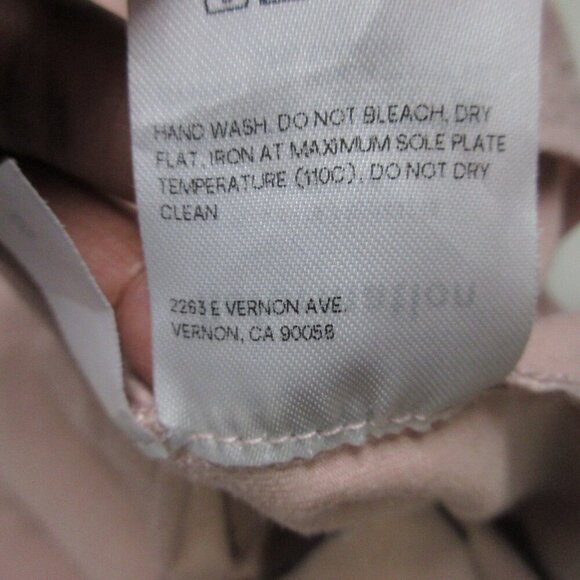 HAND WASH. DO NOT BLEACH. DRY
FLAT. IRON AT MAXIMUM SOLE PLATE
TEMPERATURE (110C). DO NOT DRY
CLEAN
2263 E VERNON AVE.
VERNON, CA 90058